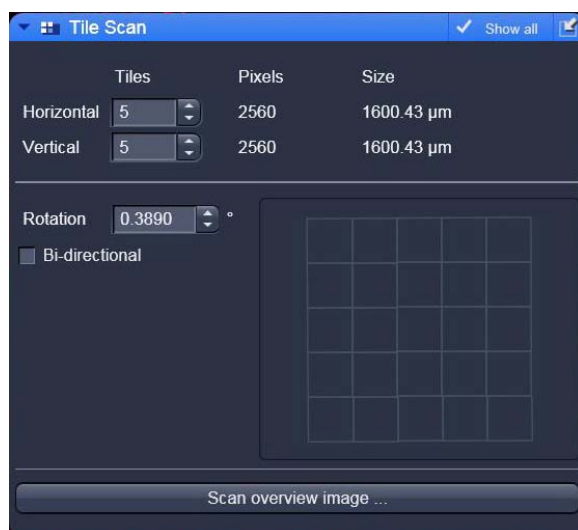 Tile Scan
Show all
Tiles Pixels Size
Horizontal 5 2560 1600.43 µm
Vertical 5 2560 1600.43 µm
Rotation 0.3890 °
Bi-directional
Scan overview image ...